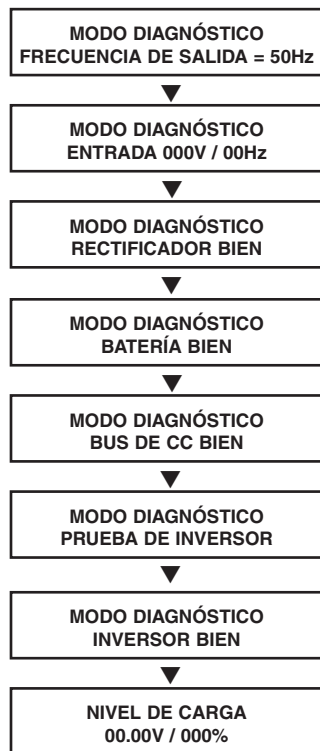 MODO DIAGNÓSTICO
FRECUENCIA DE SALIDA = 50Hz
MODO DIAGNÓSTICO
ENTRADA 000V / 00Hz
MODO DIAGNÓSTICO
RECTIFICADOR BIEN
MODO DIAGNÓSTICO
BATERÍA BIEN
MODO DIAGNÓSTICO
BUS DE CC BIEN
MODO DIAGNÓSTICO
PRUEBA DE INVERSOR
MODO DIAGNÓSTICO
INVERSOR BIEN
NIVEL DE CARGA
00.00V / 000%